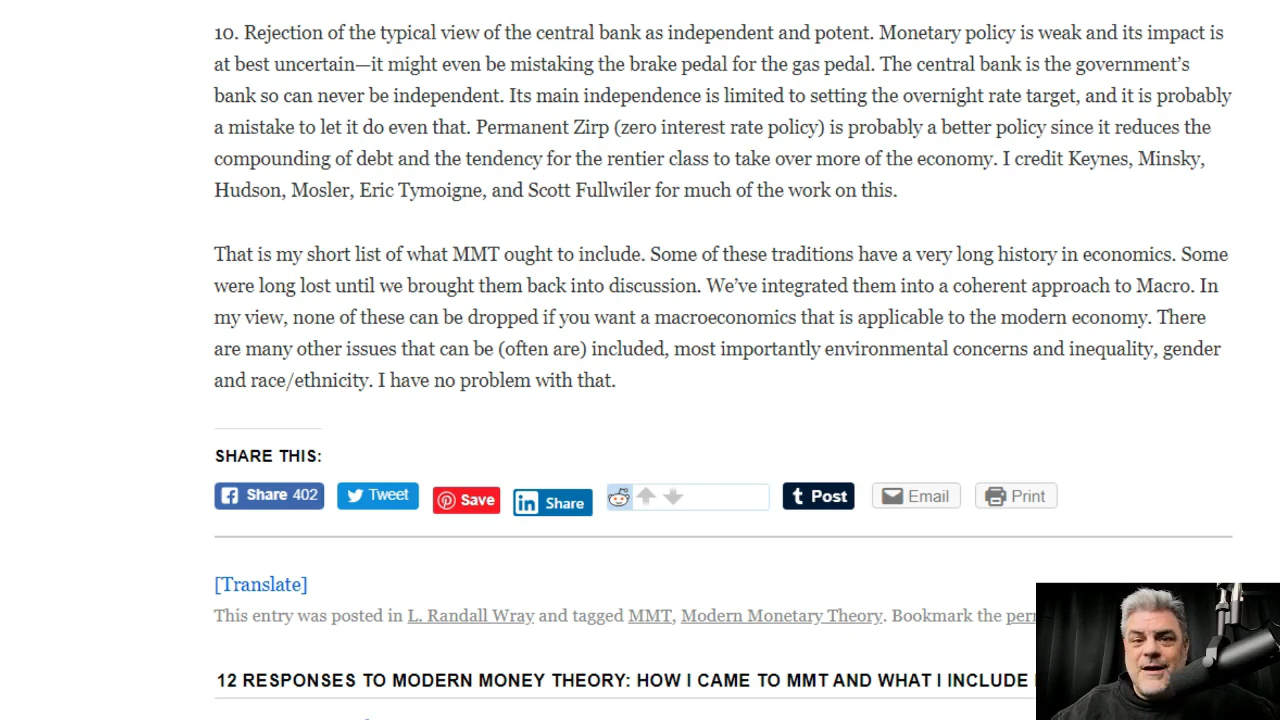 10. Rejection of the typical view of the central bank as independent and potent. Monetary policy is weak and its impact is
at best uncertain—it might even be mistaking the brake pedal for the gas pedal. The central bank is the government’s
bank so can never be independent. Its main independence is limited to setting the overnight rate target, and it is probably
a mistake to let it do even that. Permanent Zirp (zero interest rate policy) is probably a better policy since it reduces the
compounding of debt and the tendency for the rentier class to take over more of the economy. I credit Keynes, Minsky,
Hudson, Mosler, Eric Tymoigne, and Scott Fullwiler for much of the work on this.
That is my short list of what MMT ought to include. Some of these traditions have a very long history in economics. Some
were long lost until we brought them back into discussion. We’ve integrated them into a coherent approach to Macro. In
my view, none of these can be dropped if you want a macroeconomics that is applicable to the modern economy. There
are many other issues that can be (often are) included, most importantly environmental concerns and inequality, gender
and race/ethnicity. I have no problem with that.
SHARE THIS:
Share 402 Tweet Save Share Post Email Print
[Translate]
This entry was posted in L. Randall Wray and tagged MMT, Modern Monetary Theory. Bookmark the
12 RESPONSES TO MODERN MONEY THEORY: HOW I CAME TO MMT AND WHAT I INCLUDE